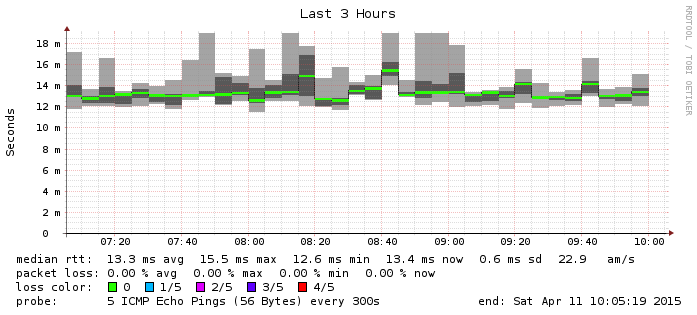 Last 3 Hours
RRDTOOL / TOBI OETIKER
Seconds
18 m
16 m
14 m
12 m
10 m
8 m
6 m
4 m
2 m
0
07:20 07:40 08:00 08:20 08:40 09:00 09:20 09:40 10:00
median rtt: 13.3 ms avg 15.5 ms max 12.6 ms min 13.4 ms now 0.6 ms sd 22.9 am/s
packet loss: 0.00 % avg 0.00 % max 0.00 % min 0.00 % now
loss color: 0 1/5 2/5 3/5 4/5
probe: 5 ICMP Echo Pings (56 Bytes) every 300s end: Sat Apr 11 10:05:19 2015